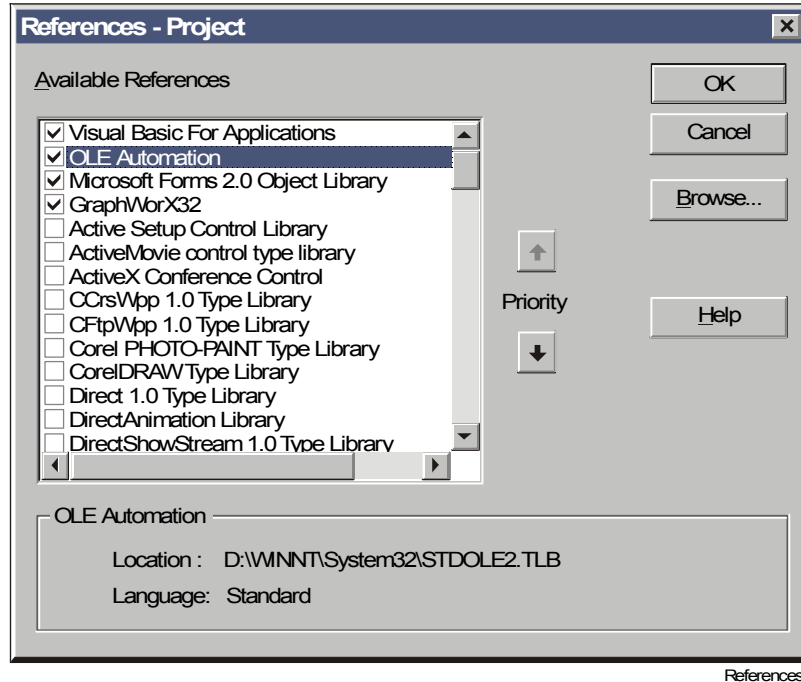 References - Project
Available References
OK
Cancel
Browse...
Help
Visual Basic For Applications
OLE Automation
Microsoft Forms 2.0 Object Library
GraphWorX32
Active Setup Control Library
ActiveMovie control type library
ActiveX Conference Control
CCrsWpp 1.0 Type Library
CFtpWpp 1.0 Type Library
Corel PHOTO-PAINT Type Library
CorelDRAW Type Library
Direct 1.0 Type Library
DirectAnimation Library
DirectShowStream 1.0 Type Library
Priority
OLE Automation
Location : D:\WINNT\System32\STDOLE2.TLB
Language: Standard
References